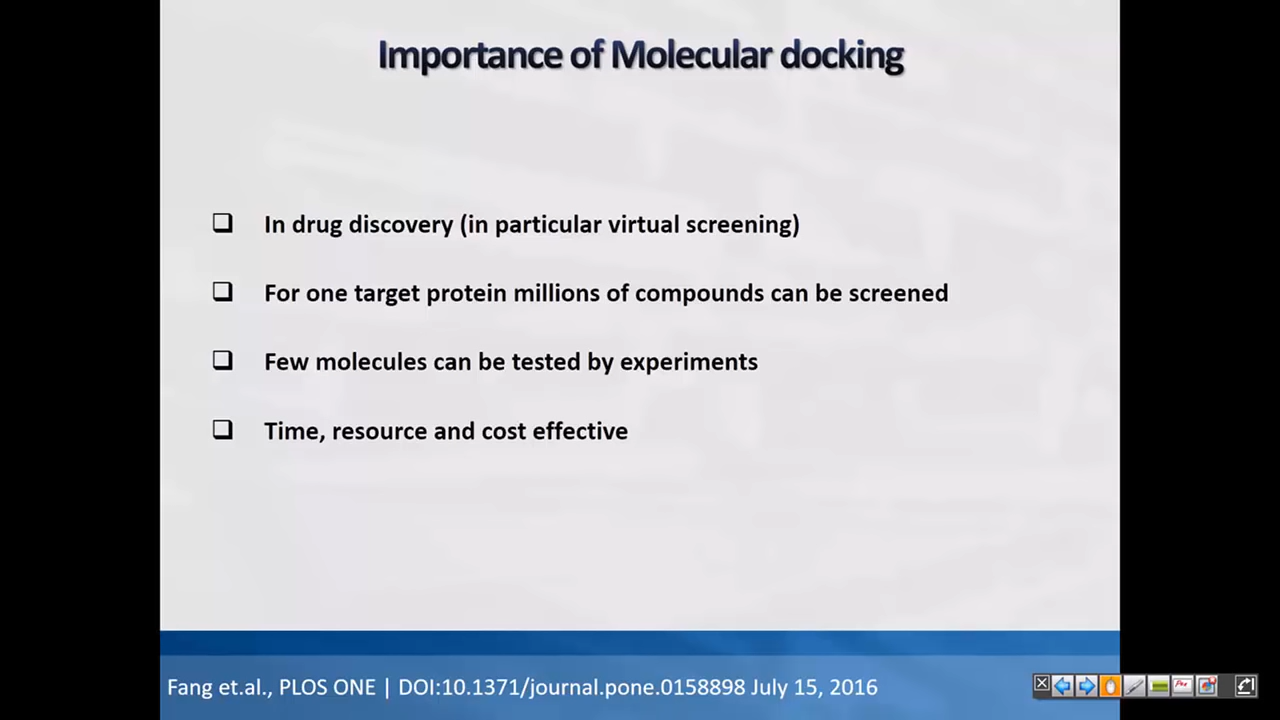 Importance of Molecular docking
In drug discovery (in particular virtual screening)
For one target protein millions of compounds can be screened
Few molecules can be tested by experiments
Time, resource and cost effective
Fang et.al., PLOS ONE | DOI:10.1371/journal.pone.0158898 July 15, 2016